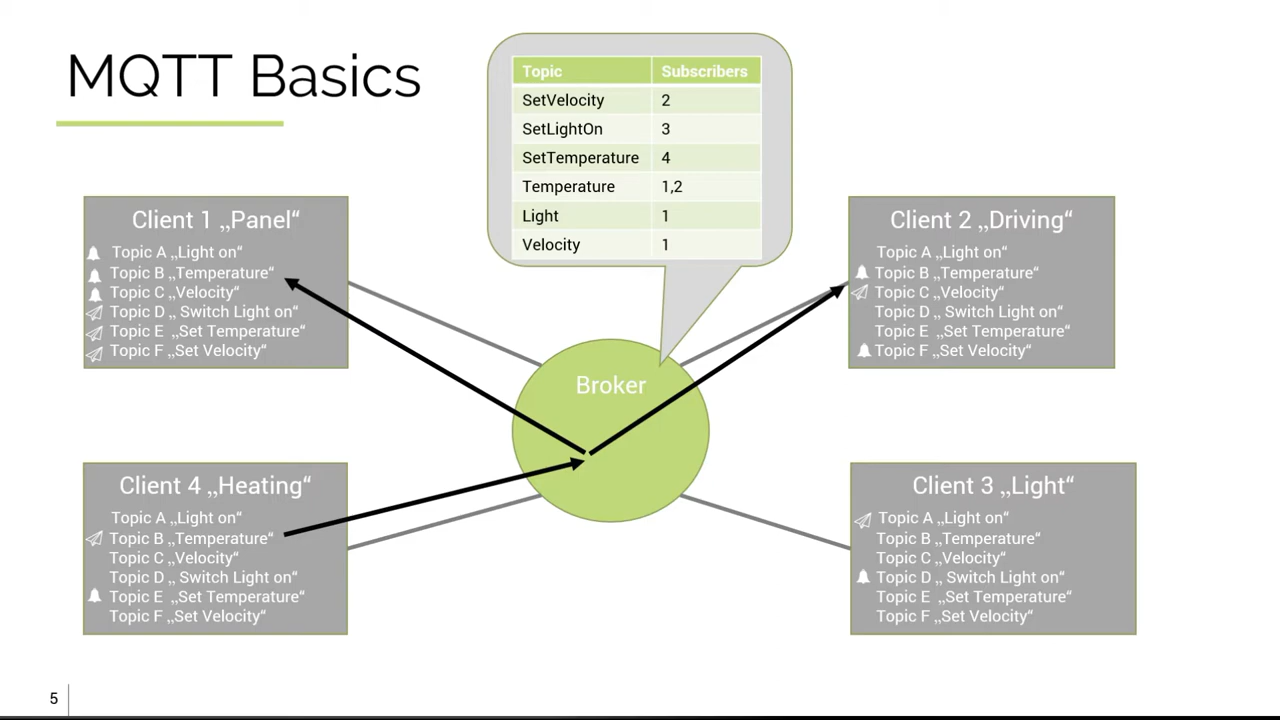 MQTT Basics
Topic Subscribers
SetVelocity 2
SetLightOn 3
SetTemperature 4
Temperature 1,2
Light 1
Velocity 1
Client 1 „Panel“
Topic A „Light on“
Topic B „Temperature“
Topic C „Velocity“
Topic D „ Switch Light on“
Topic E „Set Temperature“
Topic F „Set Velocity“
Client 2 „Driving“
Topic A „Light on“
Topic B „Temperature“
Topic C „Velocity“
Topic D „ Switch Light on“
Topic E „Set Temperature“
Topic F „Set Velocity“
Broker
Client 4 „Heating“
Topic A „Light on“
Topic B „Temperature“
Topic C „Velocity“
Topic D „ Switch Light on“
Topic E „Set Temperature“
Topic F „Set Velocity“
Client 3 „Light“
Topic A „Light on“
Topic B „Temperature“
Topic C „Velocity“
Topic D „ Switch Light on“
Topic E „Set Temperature“
Topic F „Set Velocity“
5